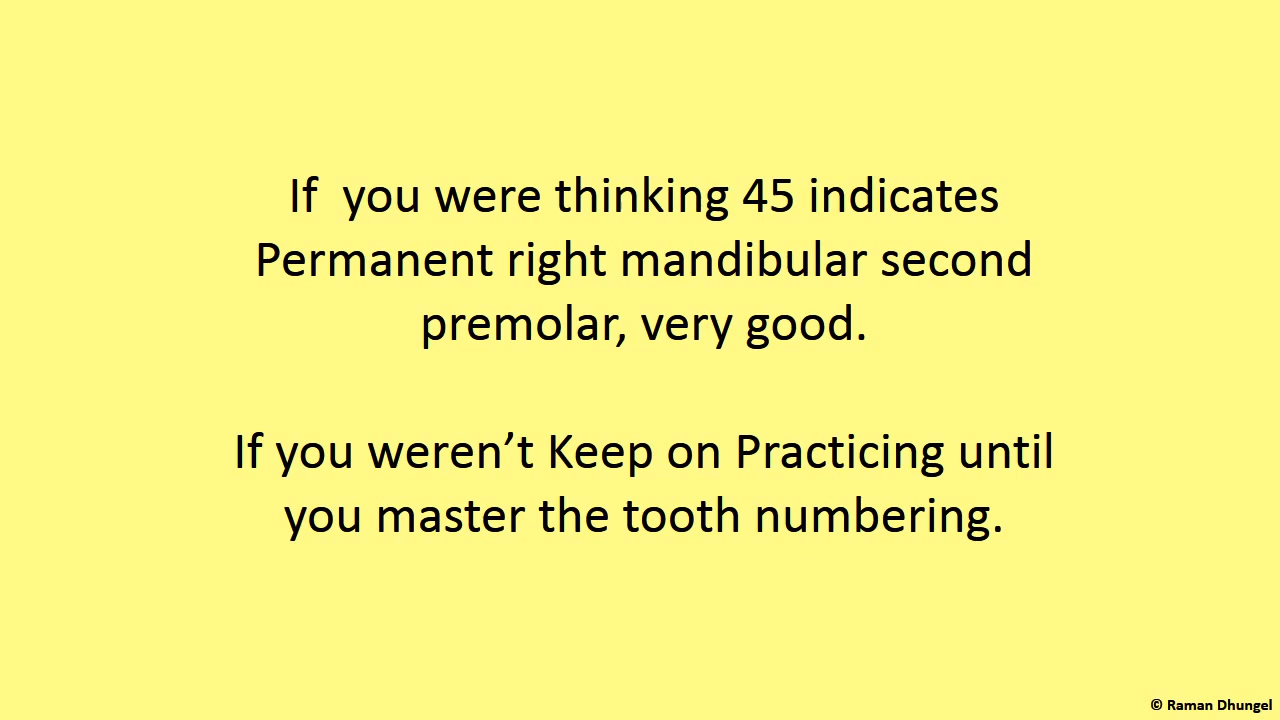 If  you were thinking 45 indicates
Permanent right mandibular second
premolar, very good.
If you weren’t Keep on Practicing until
you master the tooth numbering.
© Raman Dhungel